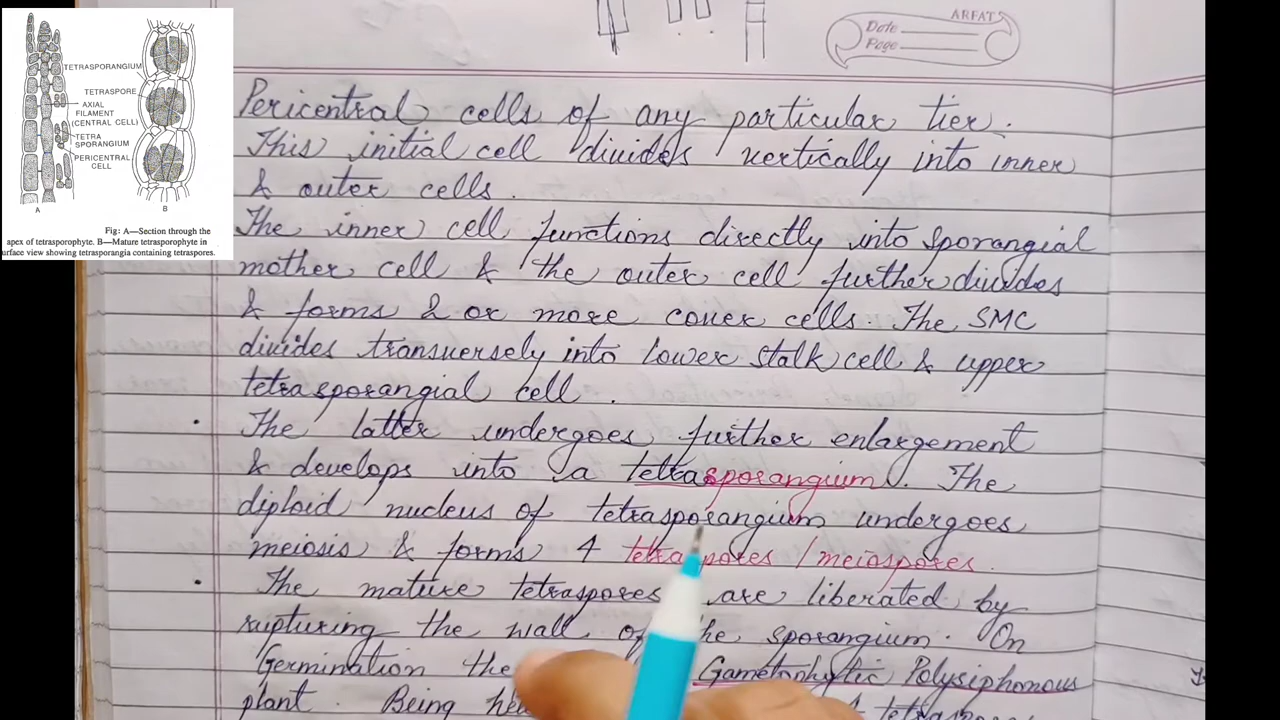 TETRASPORANGIUM
TETRASPORE
AXIAL
FILAMENT
(CENTRAL CELL)
TETRA
SPORANGIUM
PERICENTRAL
CELL
A
B
Fig: A—Section through the
apex of tetrasporophyte. B—Mature tetrasporophyte in
urface view showing tetrasporangia containing tetraspores.
ARFAT
Date
Page
Pericentral cells of any particular tier.
This initial cell divides vertically into inner
& outer cells.
The inner cell functions directly into Sporangial
mother cell & the outer cell further divides
& forms 2 or more cover cells. The SMC
divides transversely into lower stalk cell & upper
tetrasporangial cell.
The latter undergoes further enlargement
& develops into a tetrasporangium. The
diploid nucleus of tetrasporangium undergoes
meiosis & forms 4 tetraspores / meiospores.
The mature tetraspores are liberated by
rupturing the wall of the sporangium. On
Germination the Gametophytic Polysiphonous
plant. Being